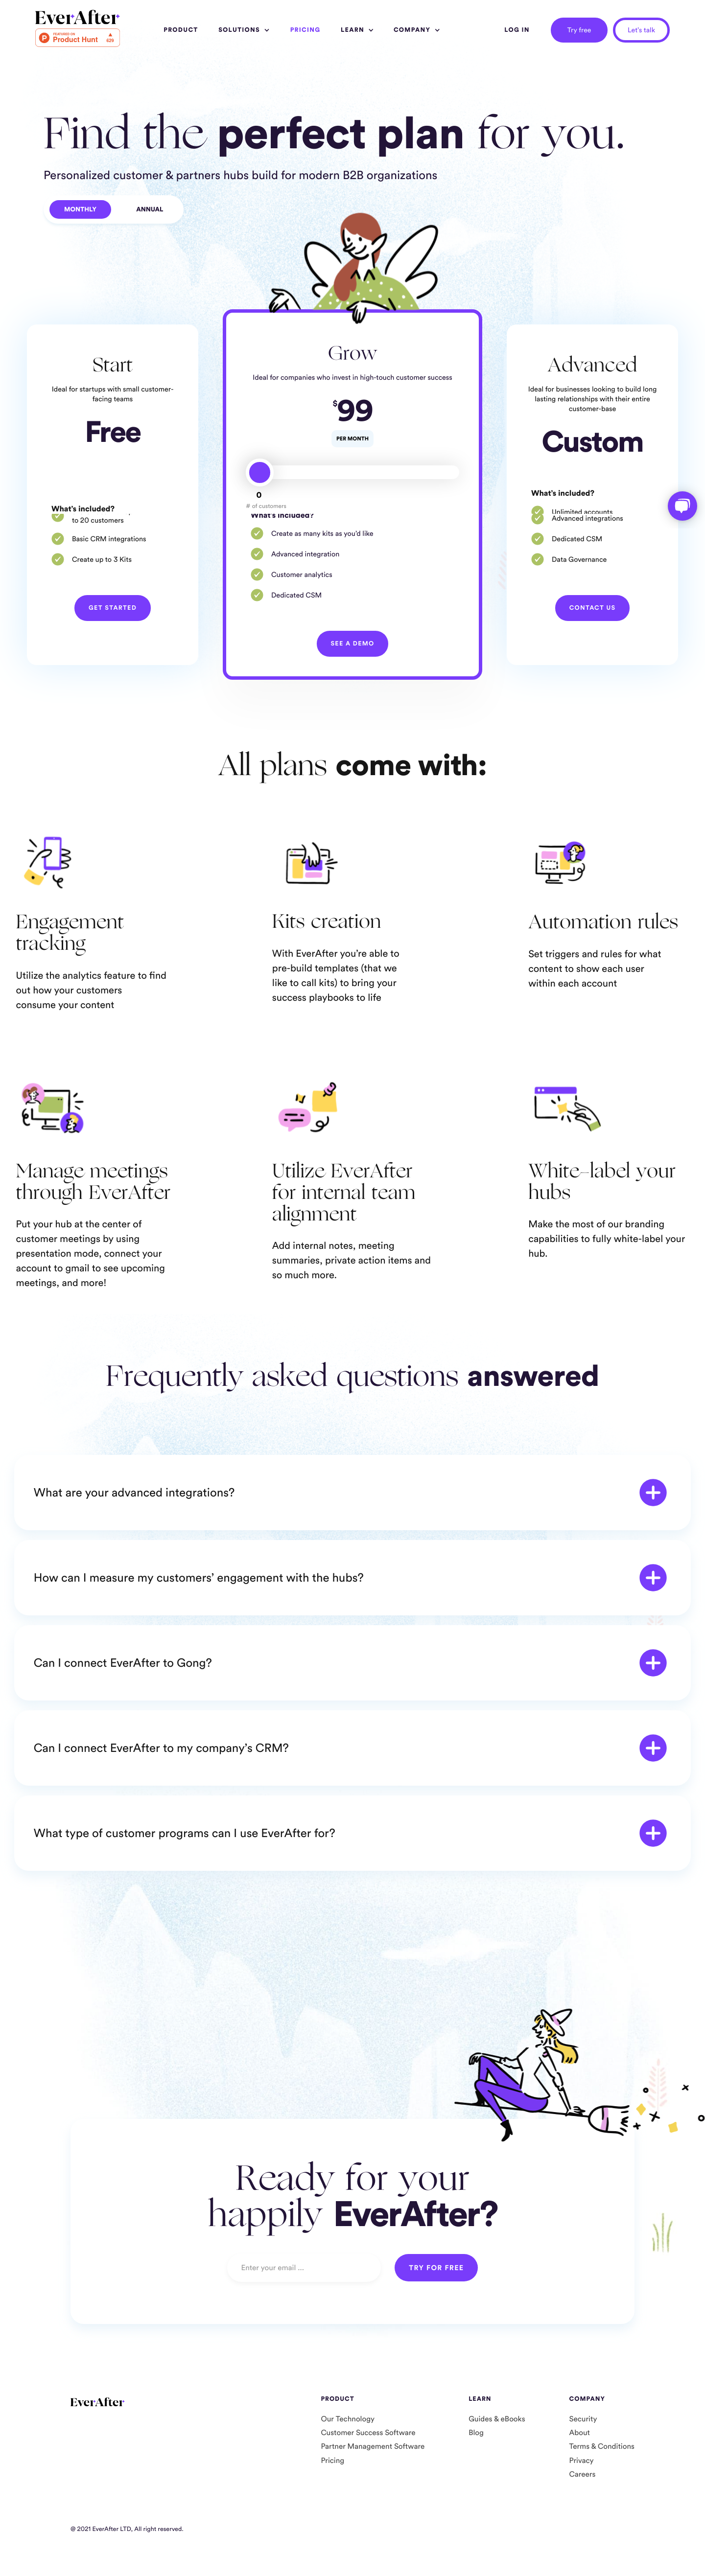 EverAfter
FEATURED ON
Product Hunt
PRODUCT
SOLUTIONS
PRICING
LEARN
COMPANY
LOG IN
Try free
Let's talk
Find the perfect plan for you.
Personalized customer & partners hubs build for modern B2B organizations
MONTHLY
ANNUAL
Start
Ideal for startups with small customer-
facing teams
Free
What's included?
to 20 customers
Basic CRM integrations
Create up to 3 Kits
GET STARTED
Grow
Ideal for companies who invest in high-touch customer success
$99
PER MONTH
0
# of customers
What's included?
Create as many kits as you'd like
Advanced integration
Customer analytics
Dedicated CSM
SEE A DEMO
Advanced
Ideal for businesses looking to build long
lasting relationships with their entire
customer-base
Custom
What's included?
Unlimited accounts
Advanced integrations
Dedicated CSM
Data Governance
CONTACT US
All plans come with:
Engagement
tracking
Utilize the analytics feature to find
out how your customers
consume your content
Kits creation
With EverAfter you're able to
pre-build templates (that we
like to call kits) to bring your
success playbooks to life
Automation rules
Set triggers and rules for what
content to show each user
within each account
Manage meetings
through EverAfter
Put your hub at the center of
customer meetings by using
presentation mode, connect your
account to gmail to see upcoming
meetings, and more!
Utilize EverAfter
for internal team
alignment
Add internal notes, meeting
summaries, private action items and
so much more.
White-label your
hubs
Make the most of our branding
capabilities to fully white-label your
hub.
Frequently asked questions answered
What are your advanced integrations?
How can I measure my customers' engagement with the hubs?
Can I connect EverAfter to Gong?
Can I connect EverAfter to my company's CRM?
What type of customer programs can I use EverAfter for?
Ready for your
happily EverAfter?
Enter your email ...
TRY FOR FREE
EverAfter
PRODUCT
Our Technology
Customer Success Software
Partner Management Software
Pricing
LEARN
Guides & eBooks
Blog
COMPANY
Security
About
Terms & Conditions
Privacy
Careers
@ 2021 EverAfter LTD, All right reserved.